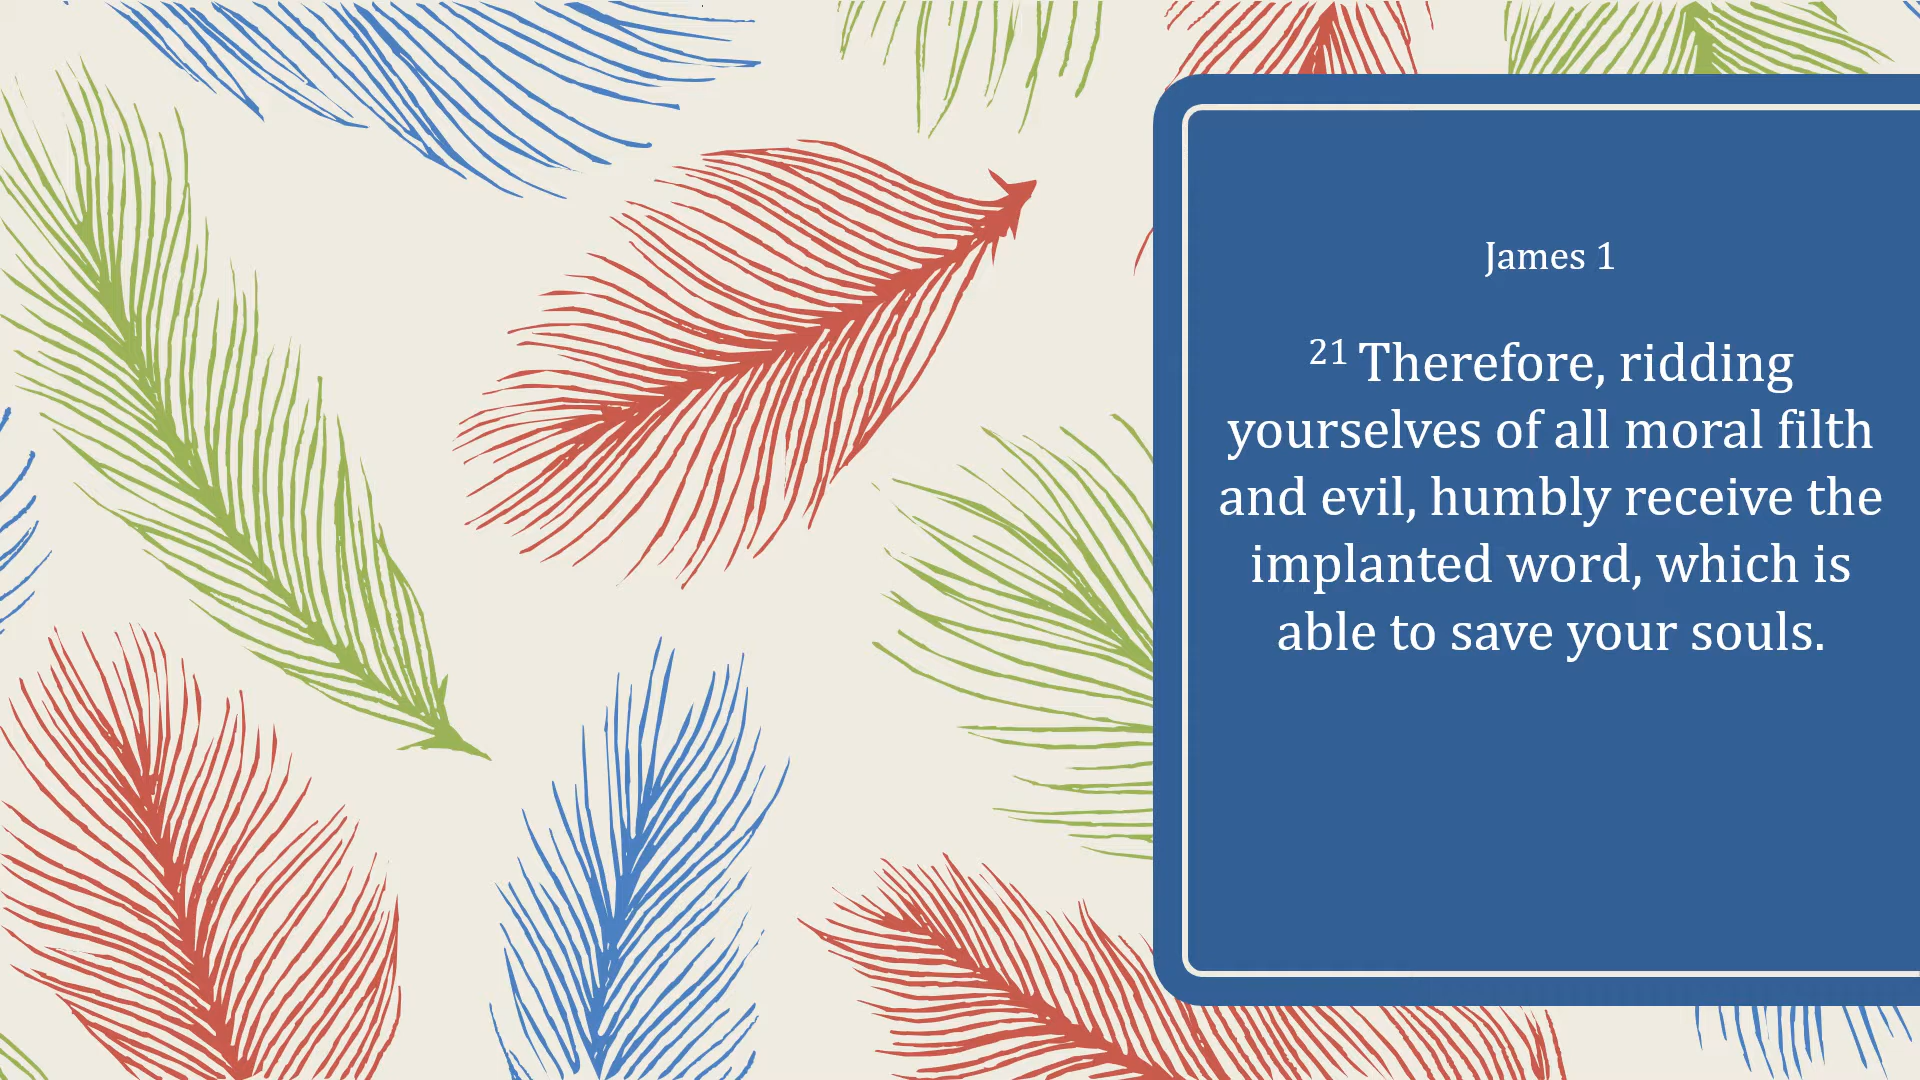 James 1
21 Therefore, ridding
yourselves of all moral filth
and evil, humbly receive the
implanted word, which is
able to save your souls.